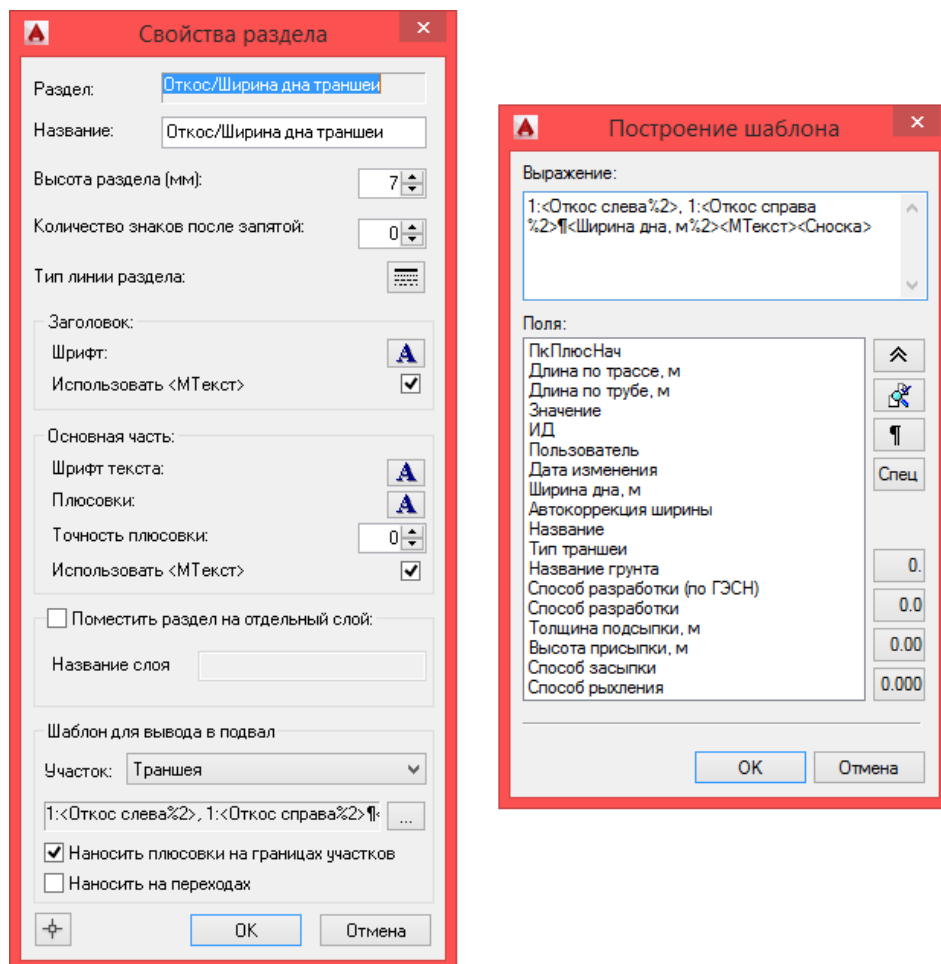 Свойства раздела
Раздел: Откос/Ширина дна траншеи
Название: Откос/Ширина дна траншеи
Высота раздела (мм): 7
Количество знаков после запятой: 0
Тип линии раздела:
Заголовок:
Шрифт: A
Использовать <МТекст>
Основная часть:
Шрифт текста: A
Плюсовки: A
Точность плюсовки: 0
Использовать <МТекст>
Поместить раздел на отдельный слой:
Название слоя
Шаблон для вывода в подвал
Участок: Траншея
1:<Откос слева%2>, 1:<Откос справа%2>¶< ...
Наносить плюсовки на границах участков
Наносить на переходах
OK Отмена
Построение шаблона
Выражение:
1:<Откос слева%2>, 1:<Откос справа
%2>¶<Ширина дна, м%2><МТекст><Сноска>
Поля:
ПкПлюсНач
Длина по трассе, м
Длина по трубе, м
Значение
ИД
Пользователь
Дата изменения
Ширина дна, м
Автокоррекция ширины
Название
Тип траншеи
Название грунта
Способ разработки (по ГЭСН)
Способ разработки
Толщина подсыпки, м
Высота присыпки, м
Способ засыпки
Способ рыхления
¶
Спец
0.
0.0
0.00
0.000
OK Отмена